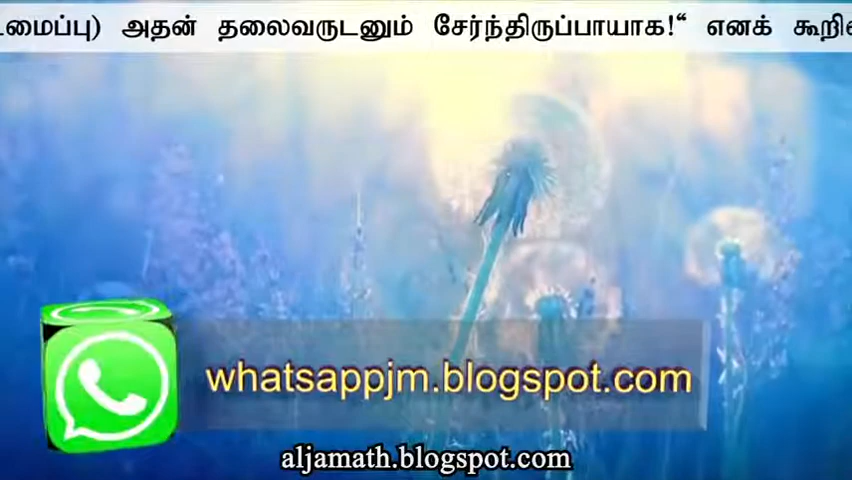 அதன் தலைவருடனும் சேர்ந்திருப்பாயாக!“ எனக்
whatsappjm.blogspot.com
aljamath.blogspot.com